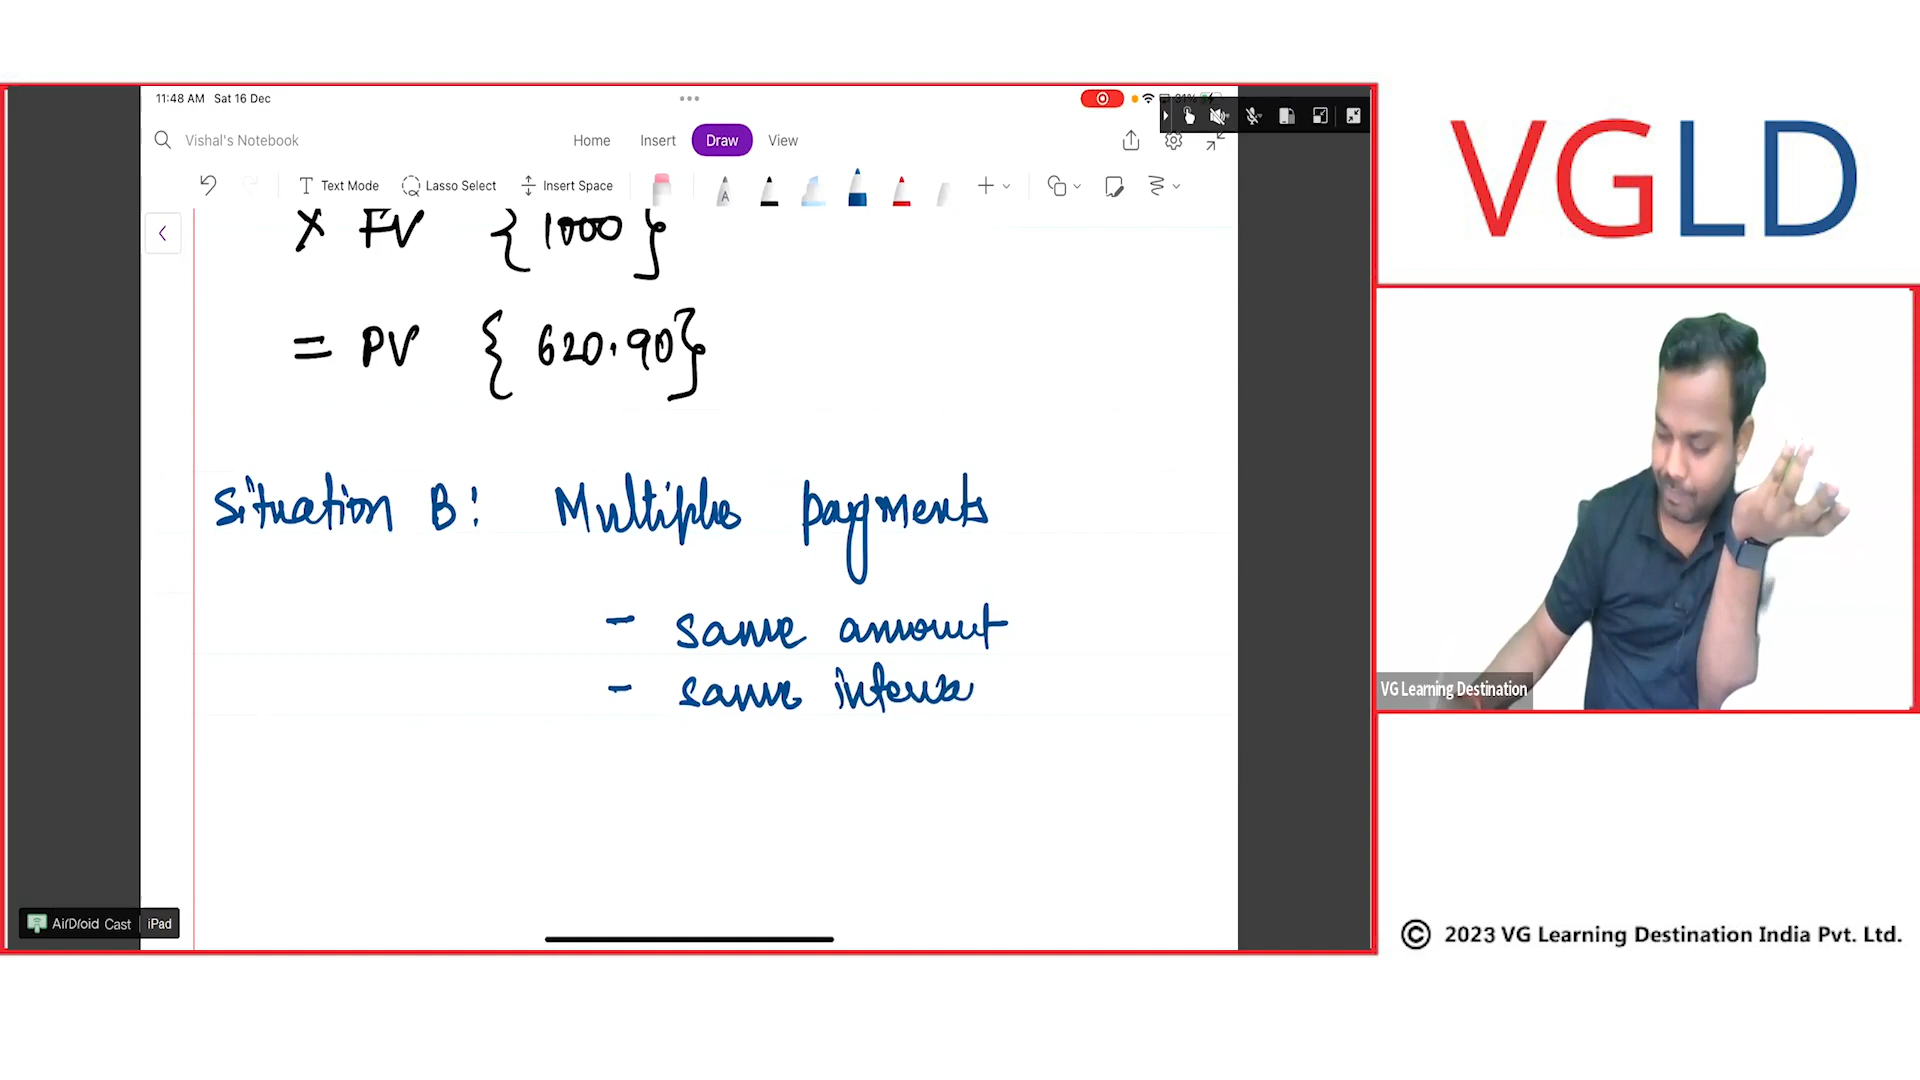 11:48 AM Sat 16 Dec
31%
VGLD
Vishal's Notebook
Home Insert Draw View
Text Mode Lasso Select Insert Space
X FV {1000}
= PV {620.90}
Situation B: Multiple payments
- same amount
- same
VG Learning Destination
AirDroid Cast iPad
© 2023 VG Learning Destination India Pvt. Ltd.